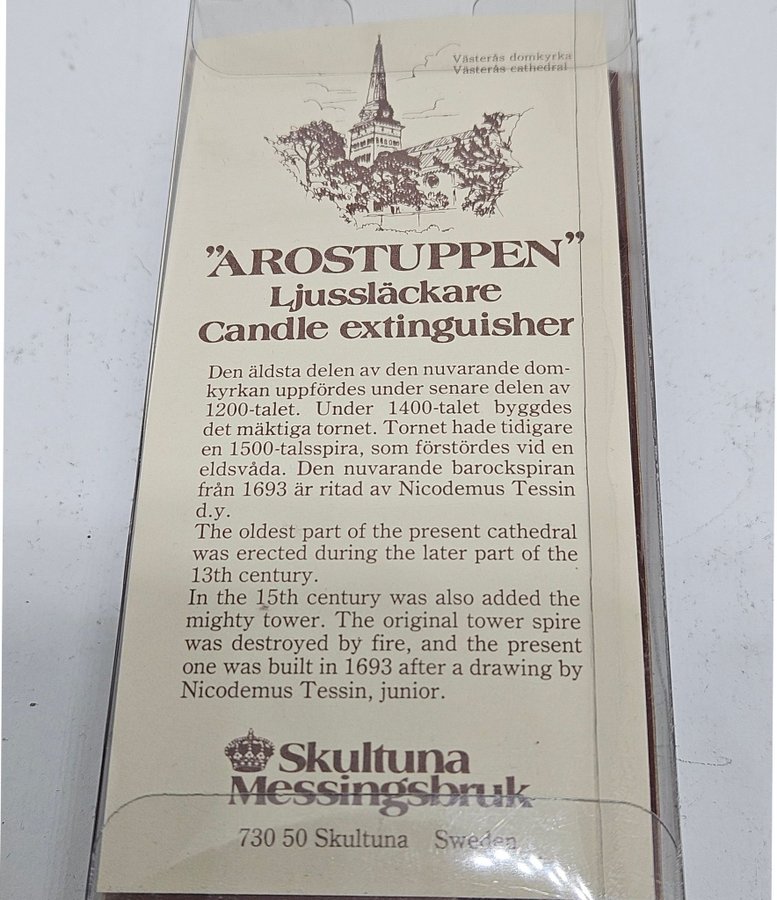 Västerås domkyrka
Västerås cathedral
”AROSTUPPEN”
Ljussläckare
Candle extinguisher
Den äldsta delen av den nuvarande dom-
kyrkan uppfördes under senare delen av
1200-talet. Under 1400-talet byggdes
det mäktiga tornet. Tornet hade tidigare
en 1500-talsspira, som förstördes vid en
eldsvåda. Den nuvarande barockspiran
från 1693 är ritad av Nicodemus Tessin
d.y.
The oldest part of the present cathedral
was erected during the later part of the
13th century.
In the 15th century was also added the
mighty tower. The original tower spire
was destroyed by fire, and the present
one was built in 1693 after a drawing by
Nicodemus Tessin, junior.
Skultuna
Messingsbruk
730 50 Skultuna Sweden